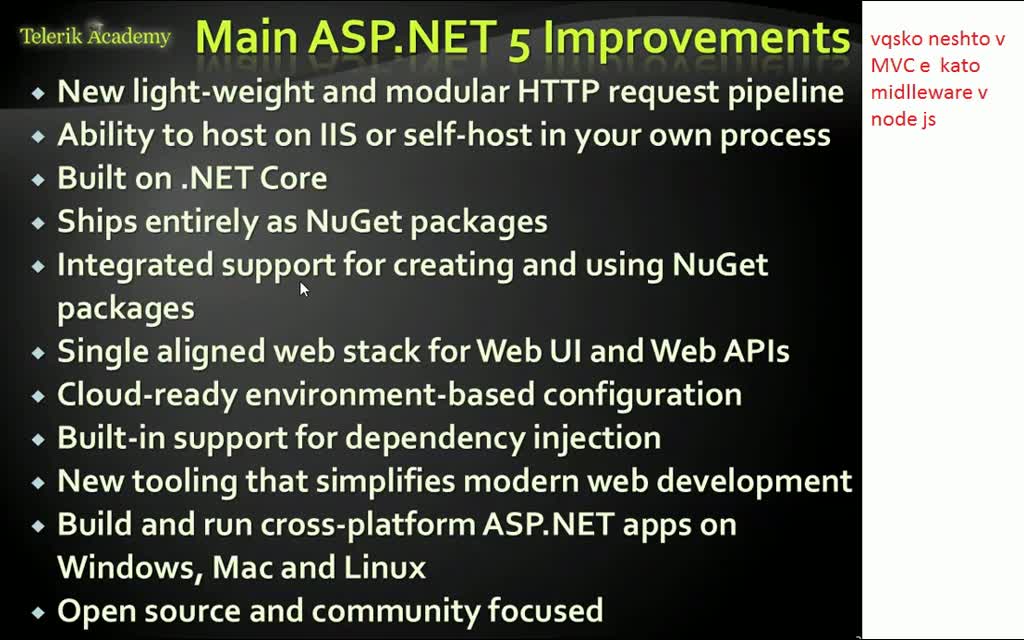 Telerik Academy
Main ASP.NET 5 Improvements
New light-weight and modular HTTP request pipeline
Ability to host on IIS or self-host in your own process
Built on .NET Core
Ships entirely as NuGet packages
Integrated support for creating and using NuGet
packages
Single aligned web stack for Web UI and Web APIs
Cloud-ready environment-based configuration
Built-in support for dependency injection
New tooling that simplifies modern web development
Build and run cross-platform ASP.NET apps on
Windows, Mac and Linux
Open source and community focused
vqsko neshto v
MVC e kato
midlleware v
node js